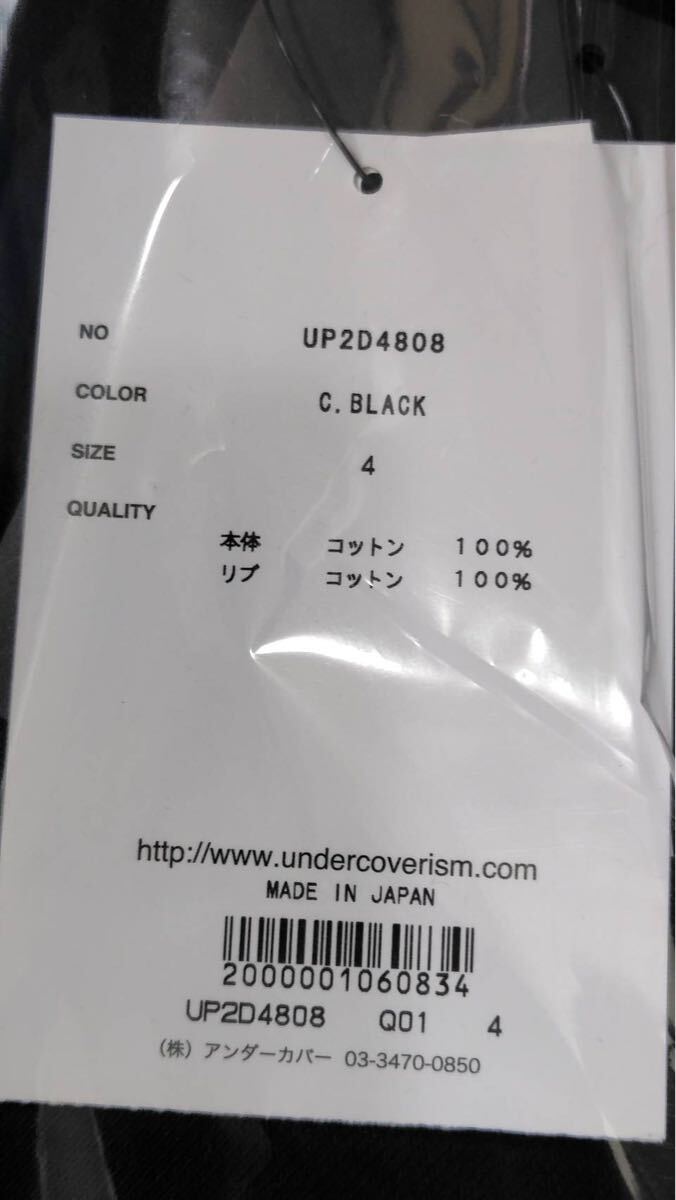 NO UP2D4808
COLOR C.BLACK
SIZE 4
QUALITY
本体 コットン 100%
リブ コットン 100%
http://www.undercoverism.com
MADE IN JAPAN
2000001060834
UP2D4808 Q01 4
(株) アンダーカバー 03-3470-0850